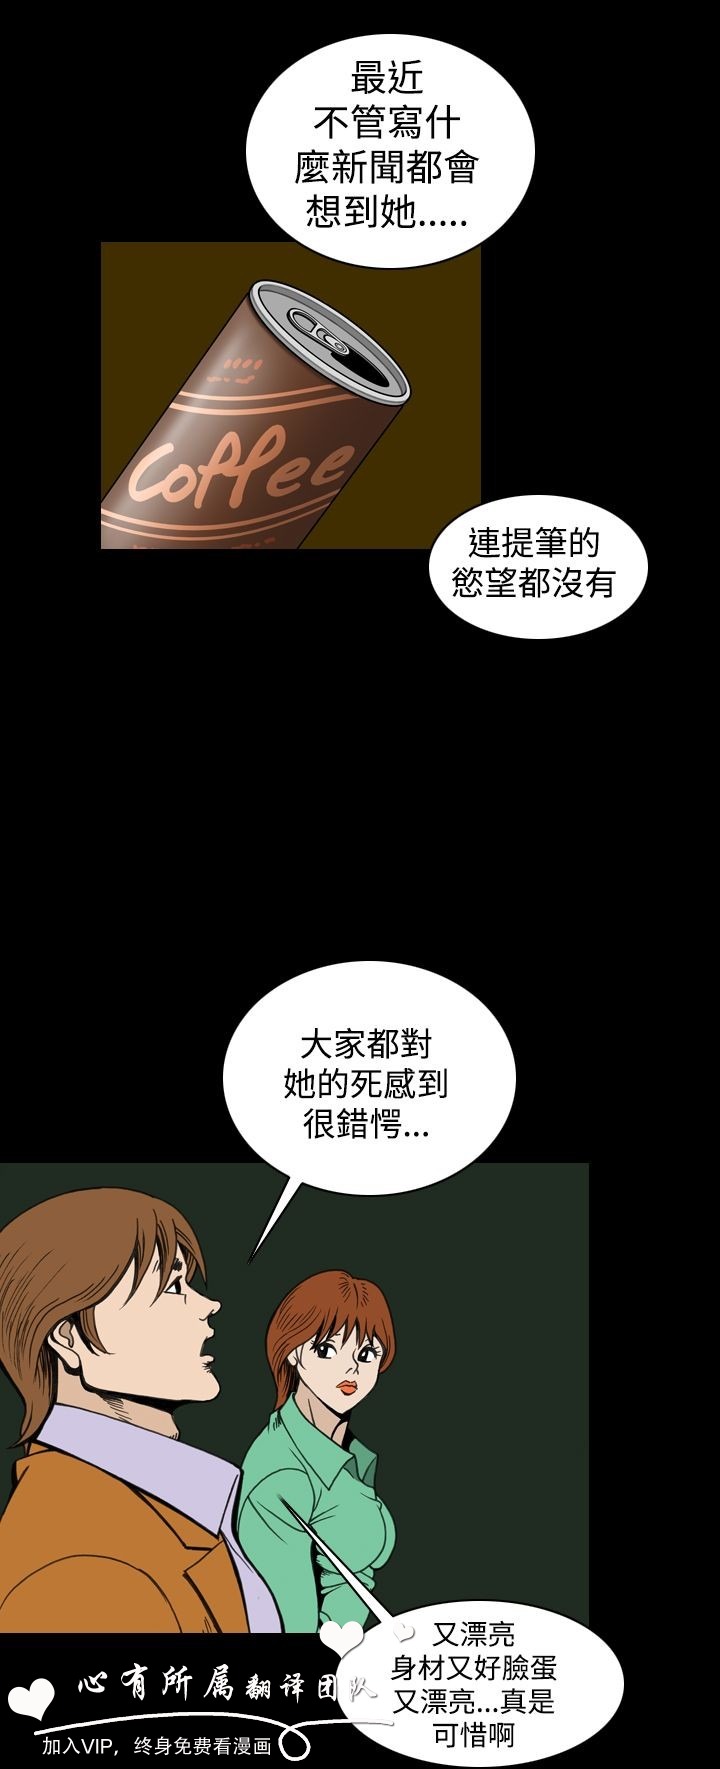 最近
不管寫什
麼新聞都會
想到她.....
Coffee
連提筆的
慾望都沒有
大家都對
她的死感到
很錯愕...
又漂亮
身材又好臉蛋
又漂亮...真是
可惜啊
心有所属翻译团队
加入VIP，终身免费看漫画